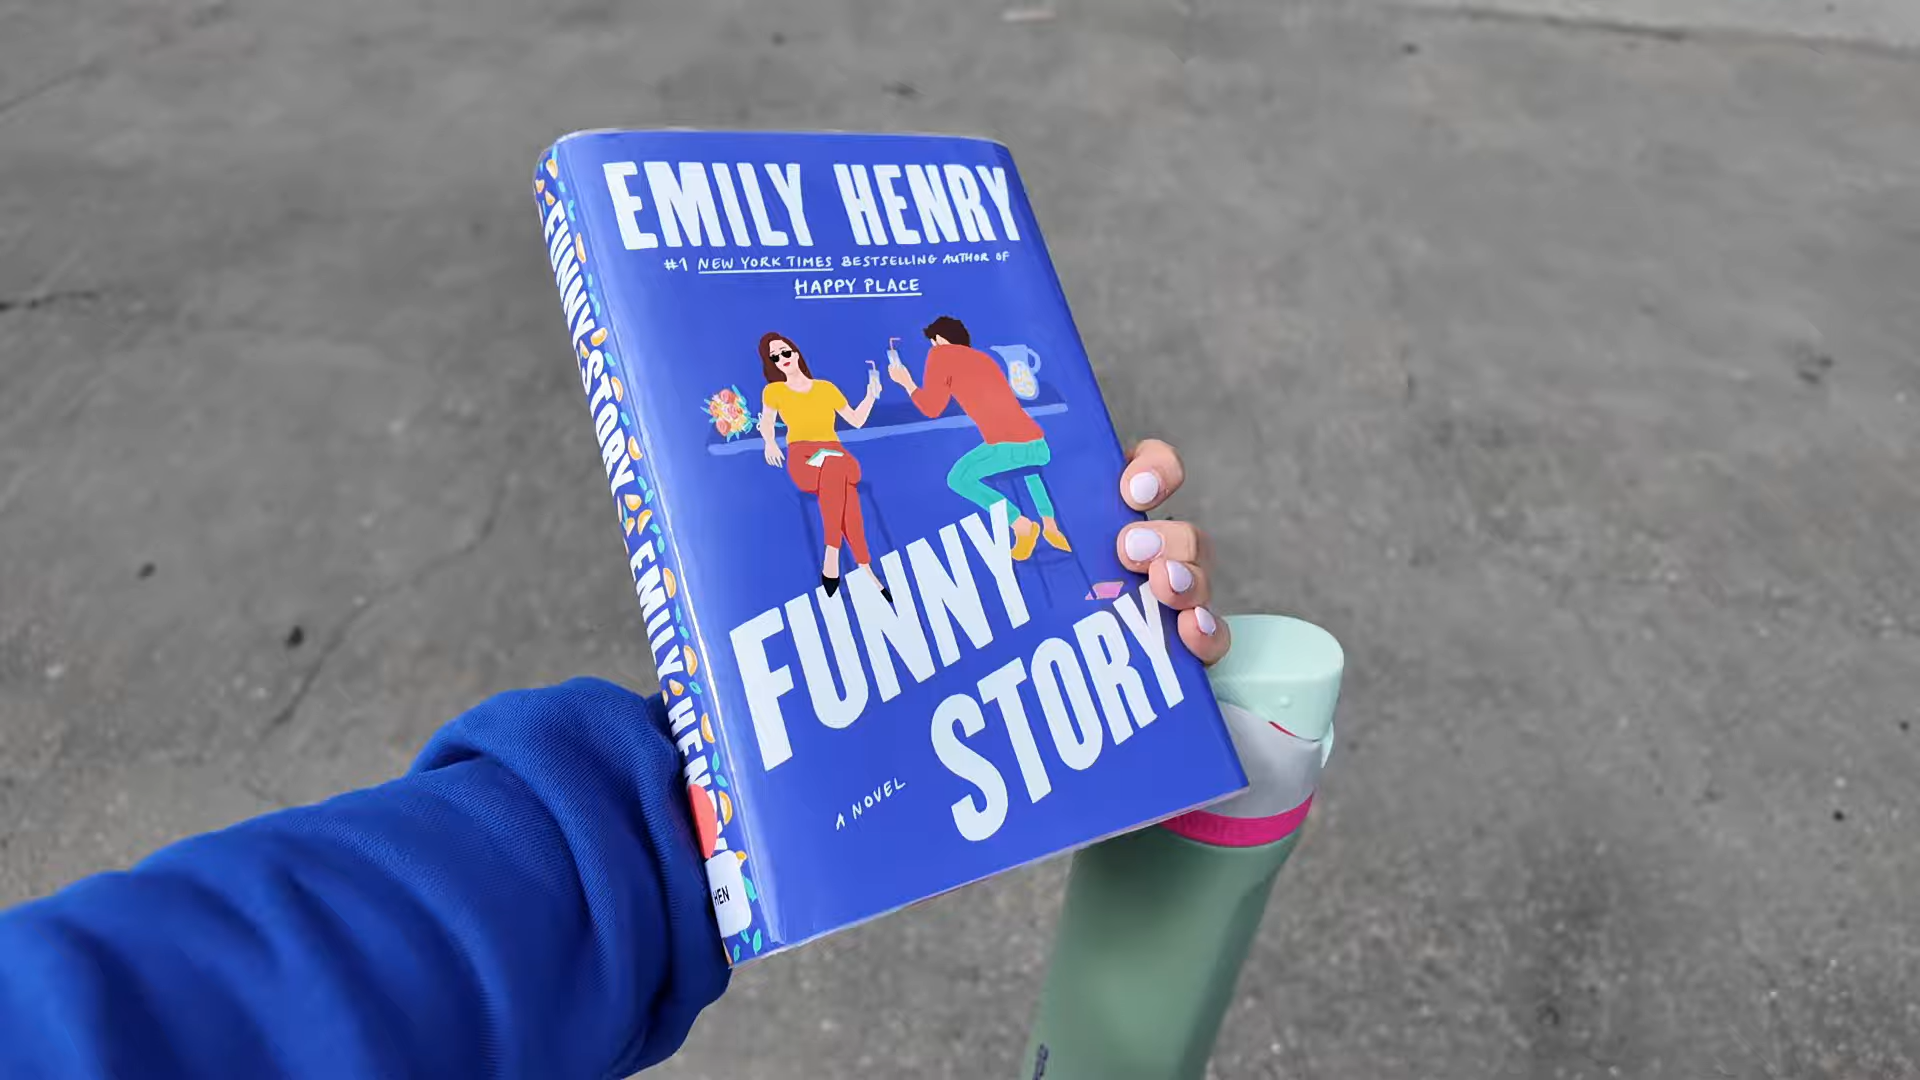 EMILY HENRY
#1 NEW YORK TIMES BESTSELLING AUTHOR OF
HAPPY PLACE
FUNNY
STORY
A NOVEL
FUNNY STORY EMILY HENRY
HEN